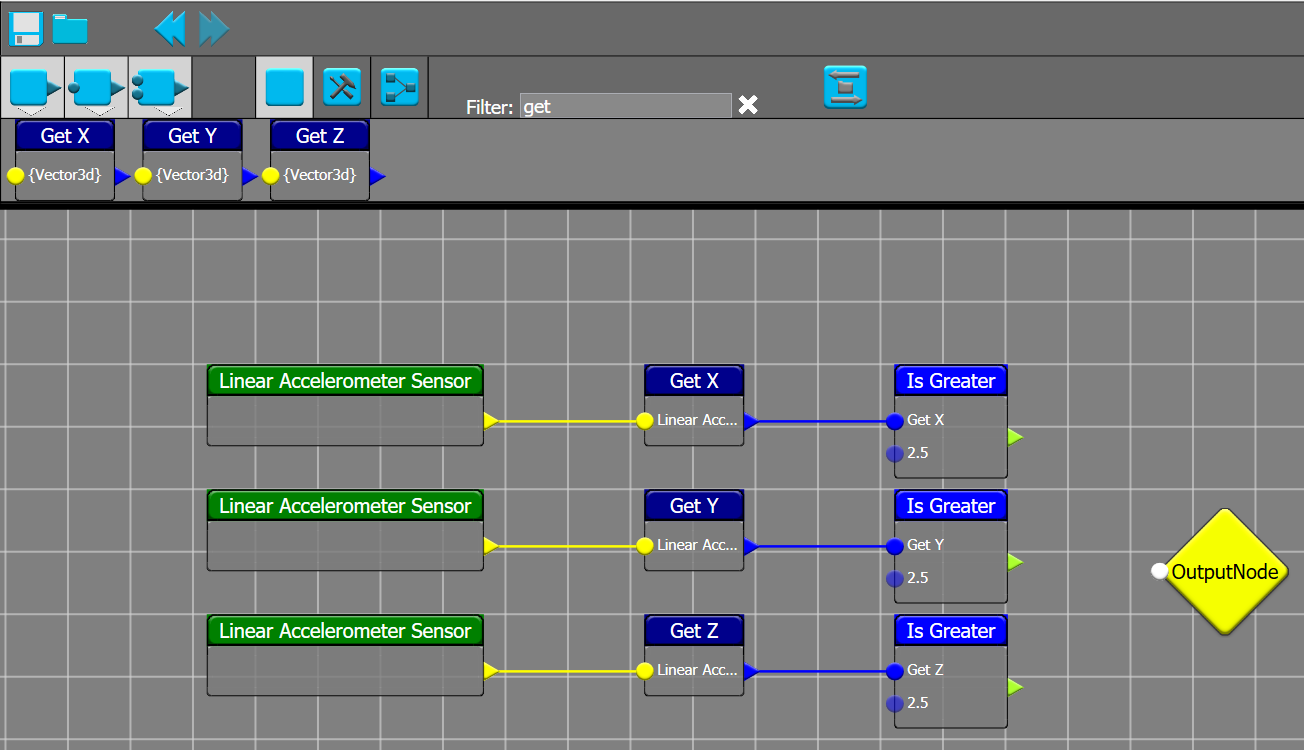 Filter: get
Get X Get Y Get Z
{Vector3d} {Vector3d} {Vector3d}
Linear Accelerometer Sensor Get X Is Greater
Linear Acc... Get X
2.5
Linear Accelerometer Sensor Get Y Is Greater
Linear Acc... Get Y
2.5
OutputNode
Linear Accelerometer Sensor Get Z Is Greater
Linear Acc... Get Z
2.5